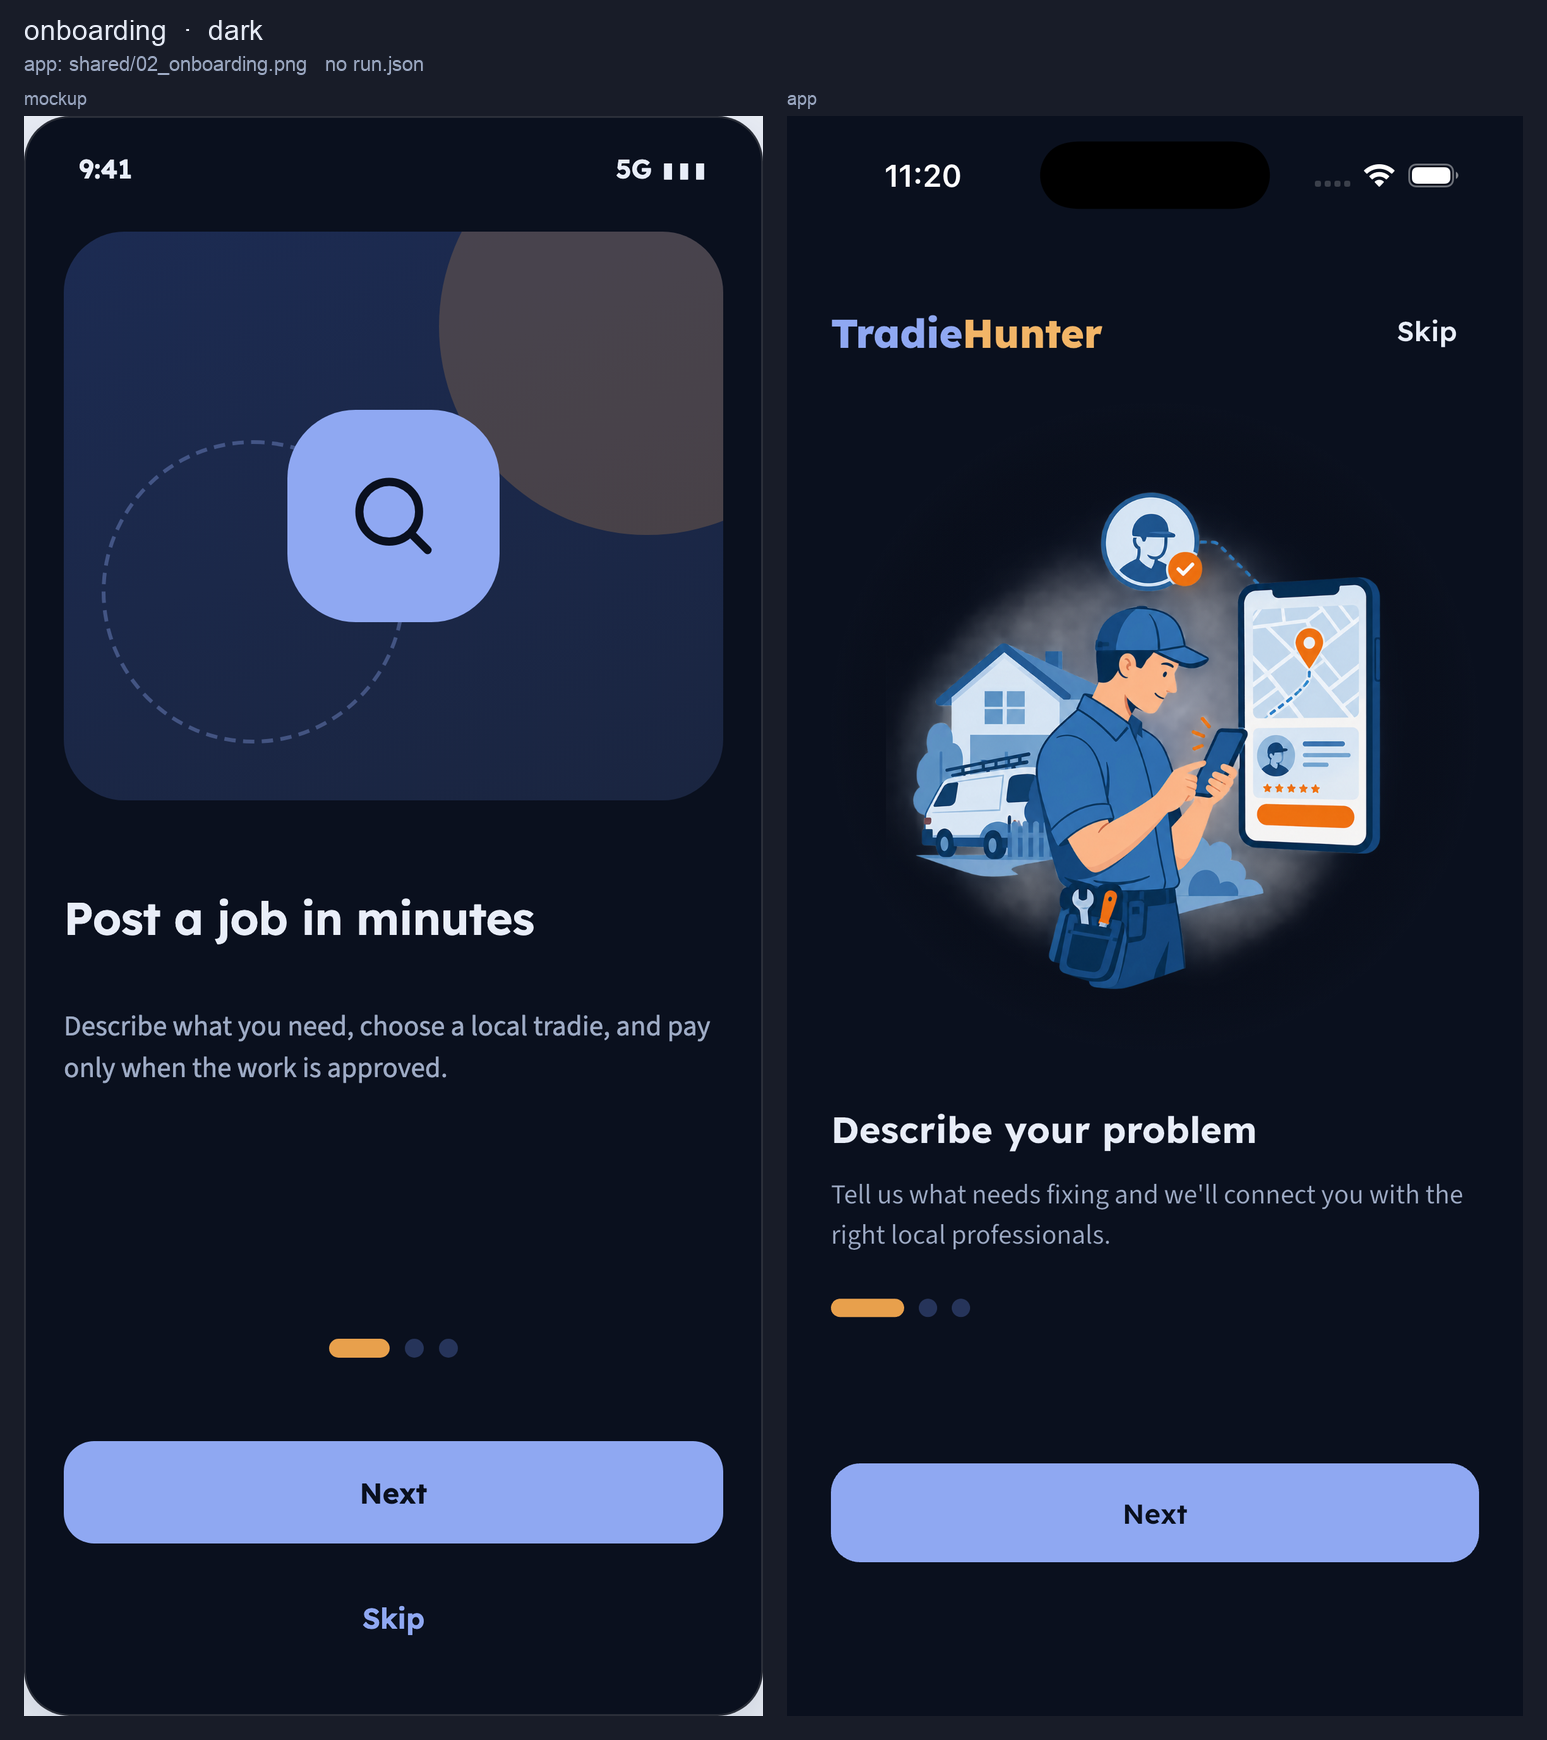 onboarding · dark
app: shared/02_onboarding.png no run.json
mockup
9:41
5G
Post a job in minutes
Describe what you need, choose a local tradie, and pay
only when the work is approved.
Next
Skip
app
11:20
TradieHunter
Skip
Describe your problem
Tell us what needs fixing and we'll connect you with the
right local professionals.
Next